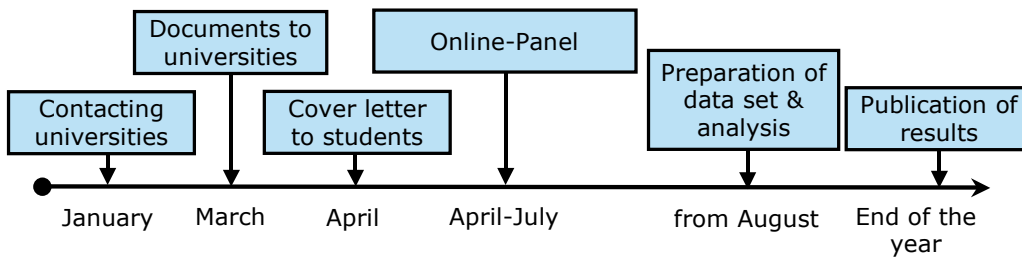 Documents to
universities
Online-Panel
Contacting
universities
Cover letter
to students
Preparation of
data set &
analysis
Publication of
results
January
March
April
April-July
from August
End of the
year